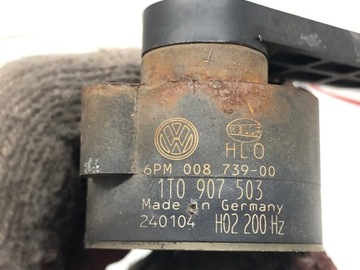 HLO
6PM 008 739-00
1T0 907 503
Made in Germany
240104 H02 200 Hz